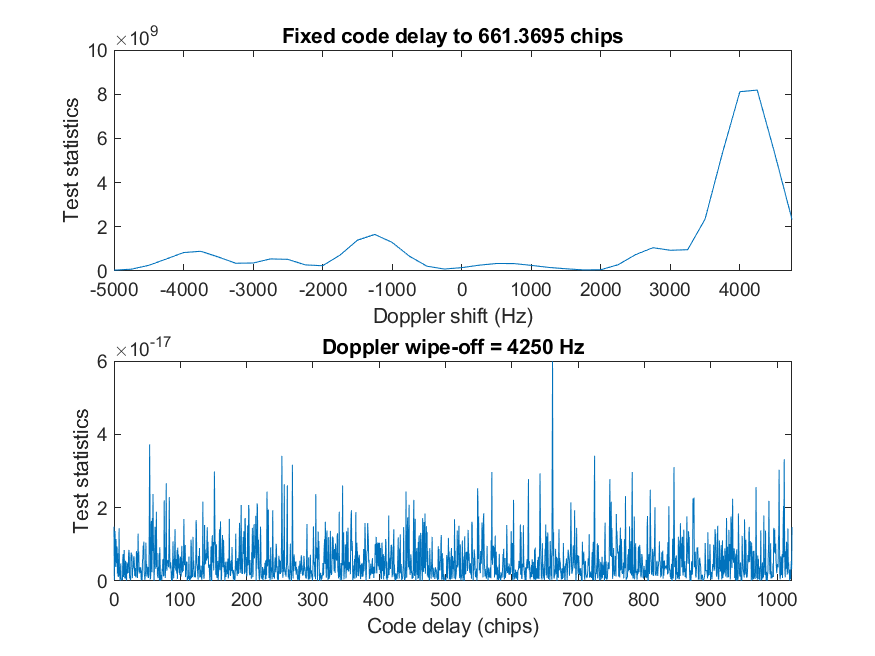 ×10^9
Fixed code delay to 661.3695 chips
10
8
6
4
2
0
Test statistics
-5000 -4000 -3000 -2000 -1000 0 1000 2000 3000 4000
Doppler shift (Hz)
×10^-17
Doppler wipe-off = 4250 Hz
6
4
2
0
Test statistics
0 100 200 300 400 500 600 700 800 900 1000
Code delay (chips)